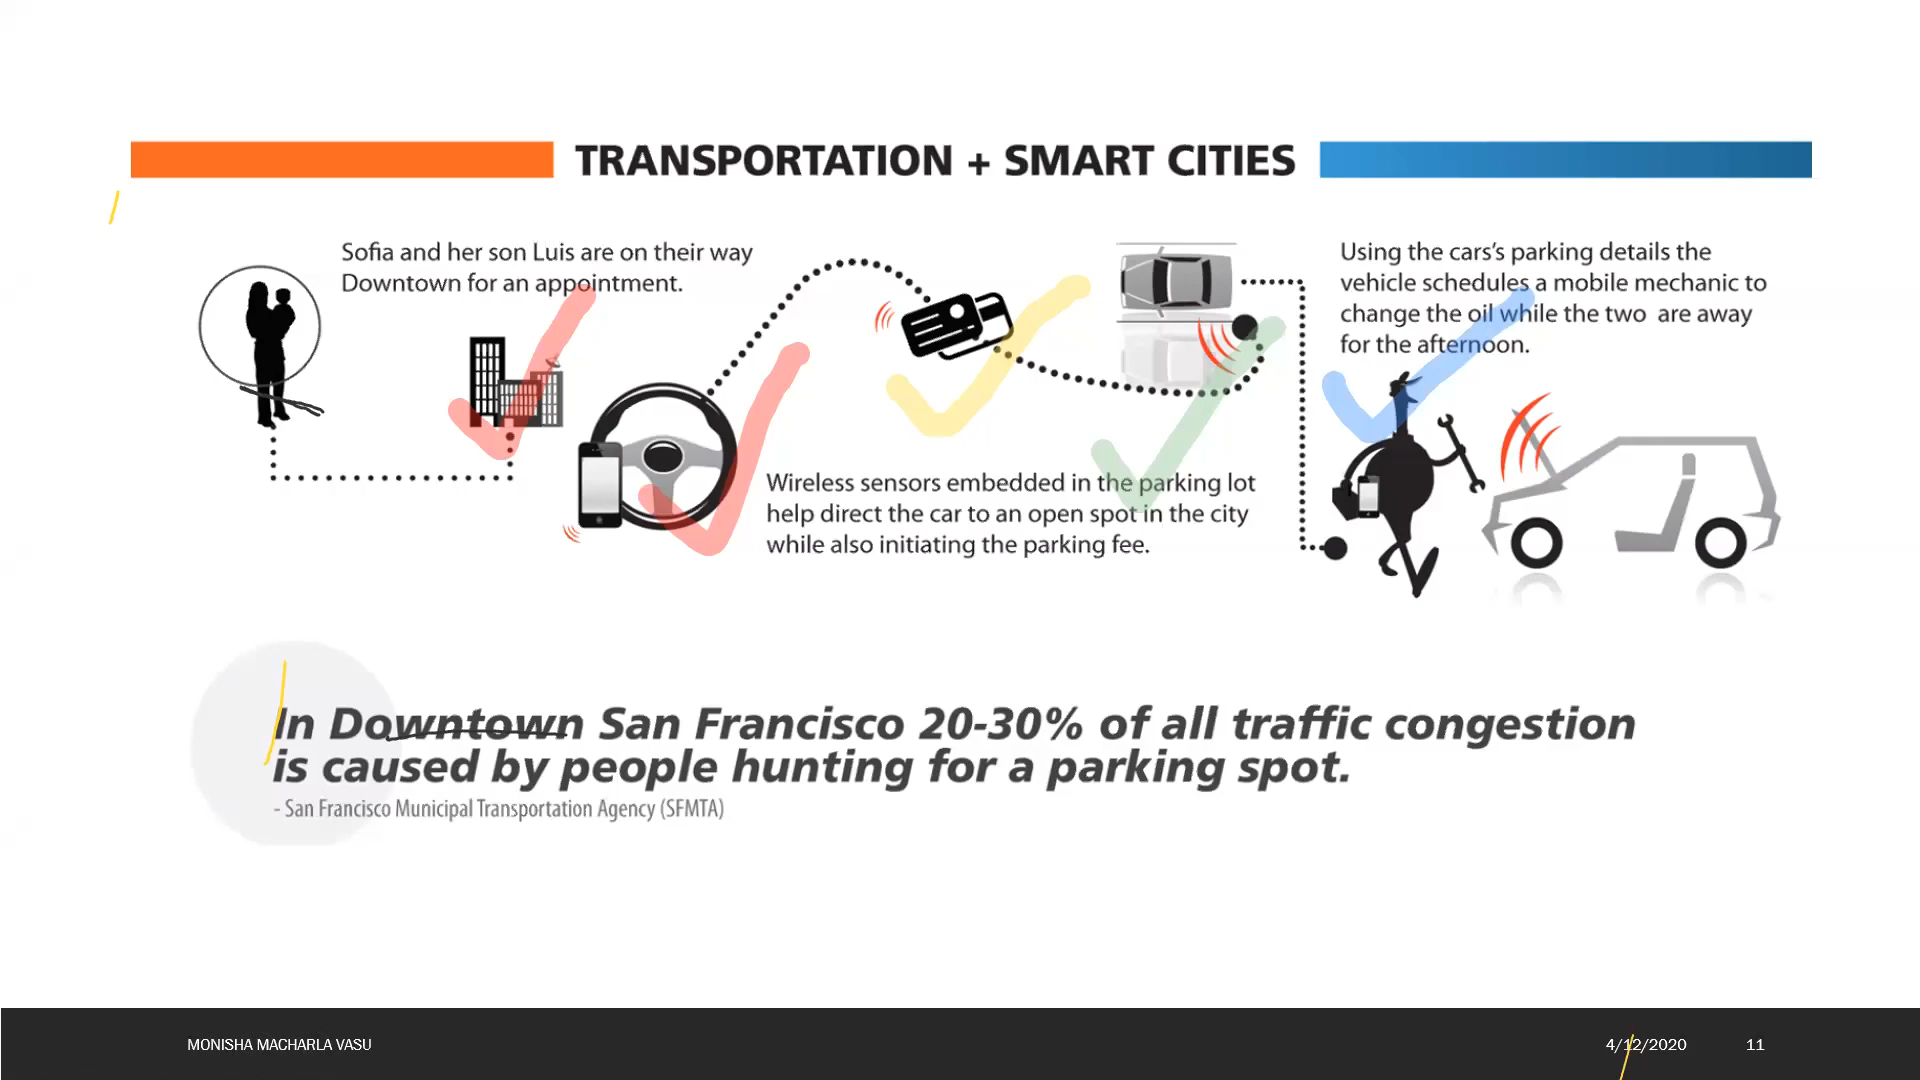 TRANSPORTATION + SMART CITIES
Sofia and her son Luis are on their way
Downtown for an appointment.
Wireless sensors embedded in the parking lot
help direct the car to an open spot in the city
while also initiating the parking fee.
Using the cars's parking details the
vehicle schedules a mobile mechanic to
change the oil while the two are away
for the afternoon.
In Downtown San Francisco 20-30% of all traffic congestion
is caused by people hunting for a parking spot.
- San Francisco Municipal Transportation Agency (SFMTA)
MONISHA MACHARLA VASU
4/12/2020
11